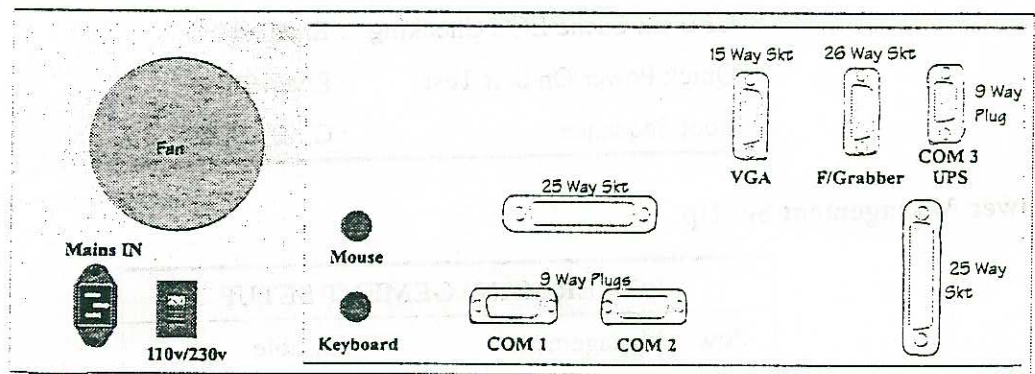 15 Way Skt
26 Way Skt
9 Way
Plug
Fan
VGA
F/Grabber
COM 3
UPS
25 Way Skt
Mains IN
Mouse
9 Way Plugs
25 Way
Skt
110v/230v
Keyboard
COM 1
COM 2